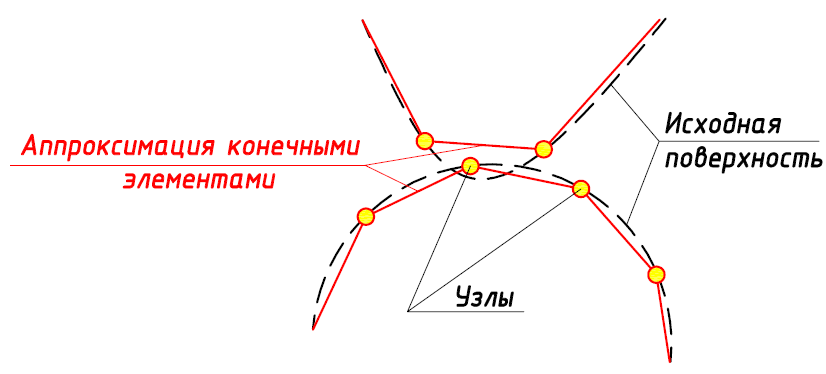 Аппроксимация конечными
элементами
Исходная
поверхность
Узлы